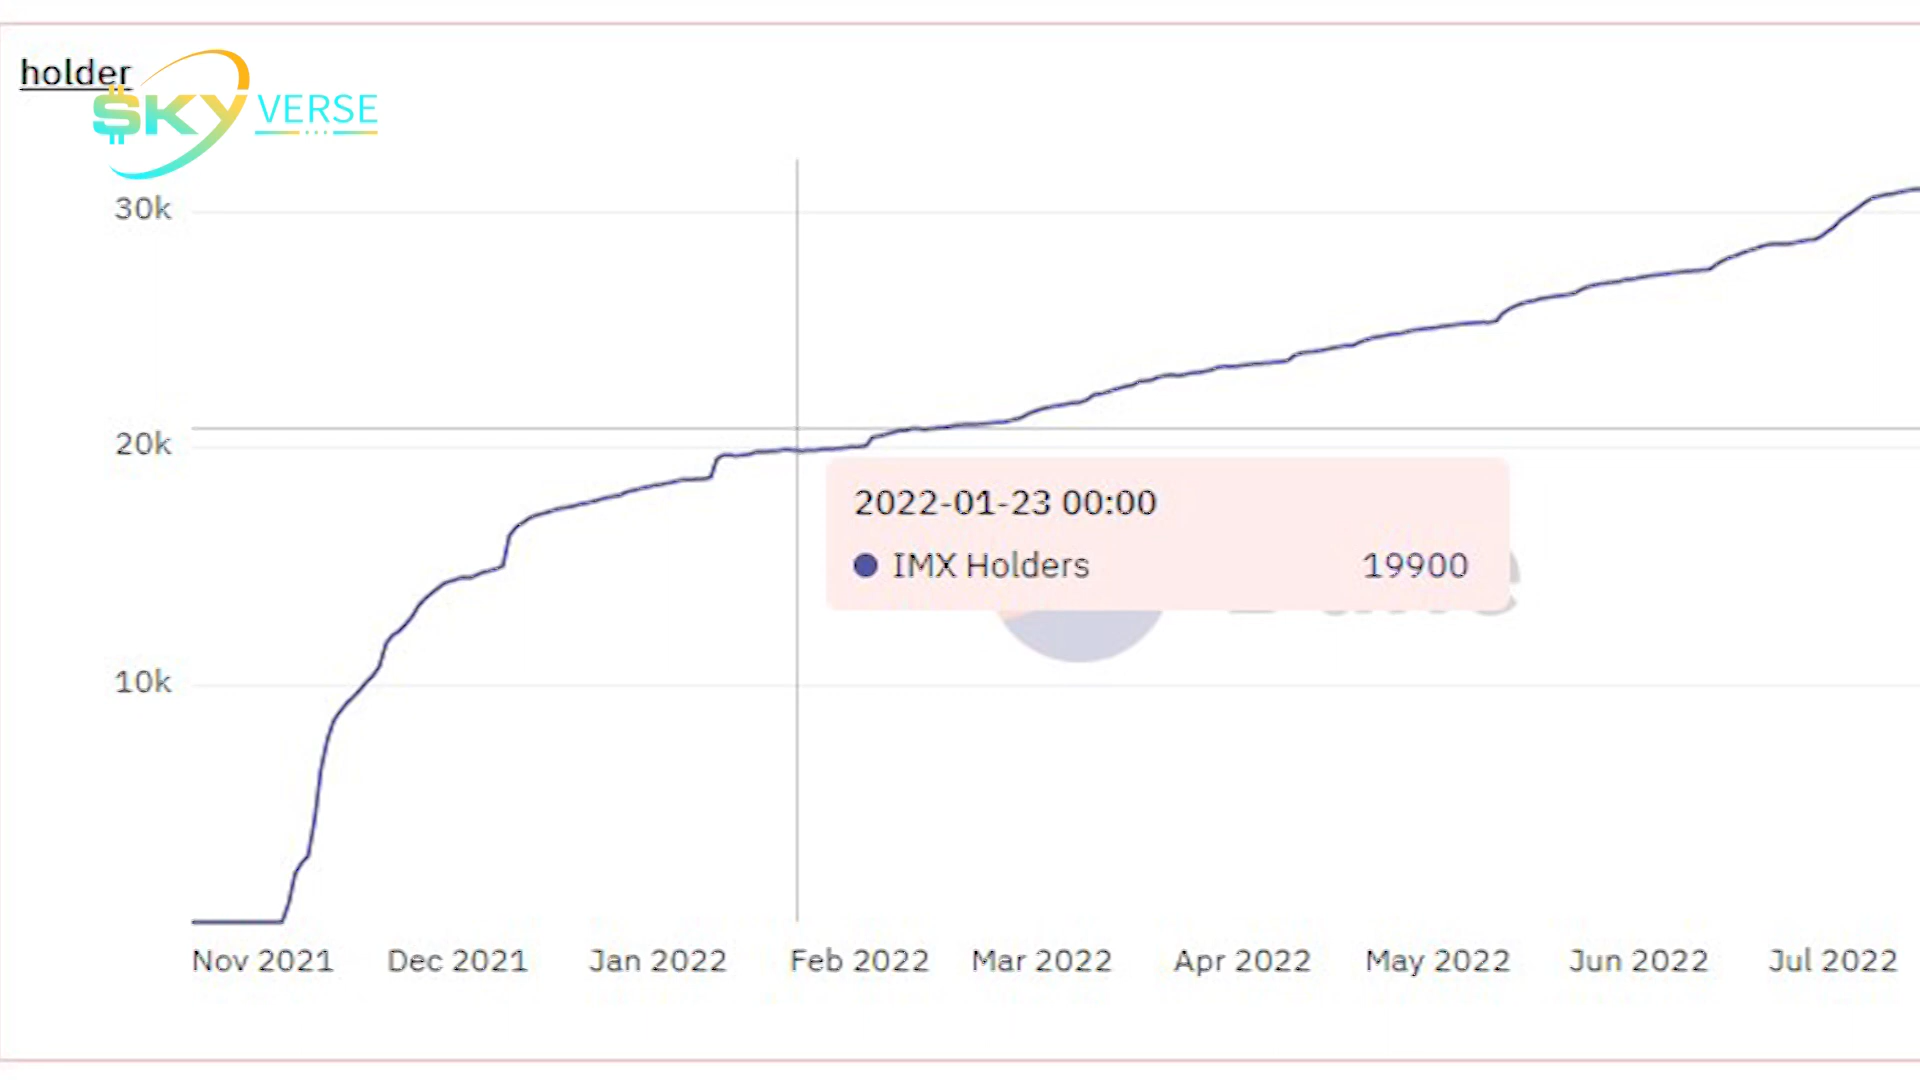 holder
$KY VERSE
30k
20k
2022-01-23 00:00
IMX Holders 19900
10k
Nov 2021 Dec 2021 Jan 2022 Feb 2022 Mar 2022 Apr 2022 May 2022 Jun 2022 Jul 2022